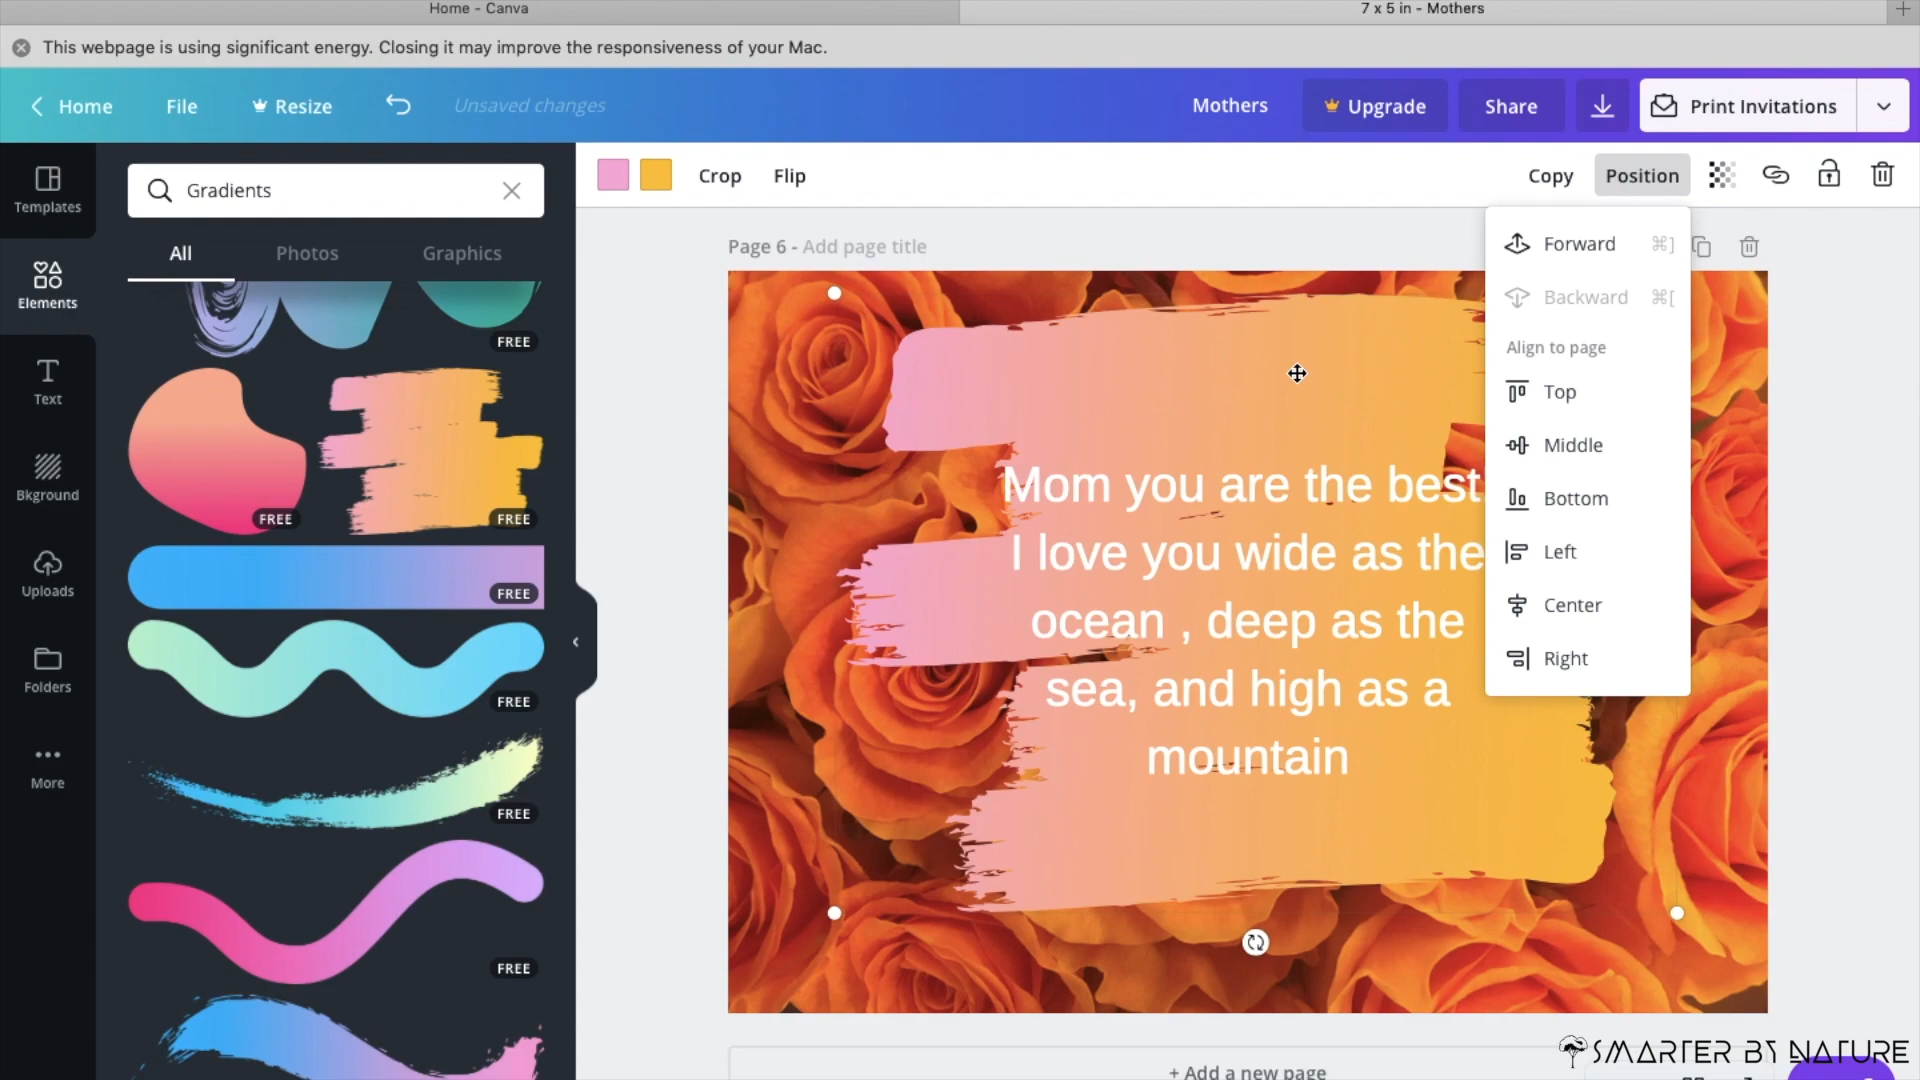 Home - Canva
7 x 5 in - Mothers
This webpage is using significant energy. Closing it may improve the responsiveness of your Mac.
Home
File
Resize
Unsaved changes
Mothers
Upgrade
Share
Print Invitations
Templates
Elements
Text
Bkground
Uploads
Folders
More
Gradients
All
Photos
Graphics
FREE
FREE
FREE
FREE
FREE
FREE
FREE
Crop
Flip
Copy
Position
Page 6 - Add page title
Forward ⌘]
Backward ⌘[
Align to page
Top
Middle
Bottom
Left
Center
Right
Mom you are the best
I love you wide as the
ocean , deep as the
sea, and high as a
mountain
+ Add a new page
SMARTER BY NATURE